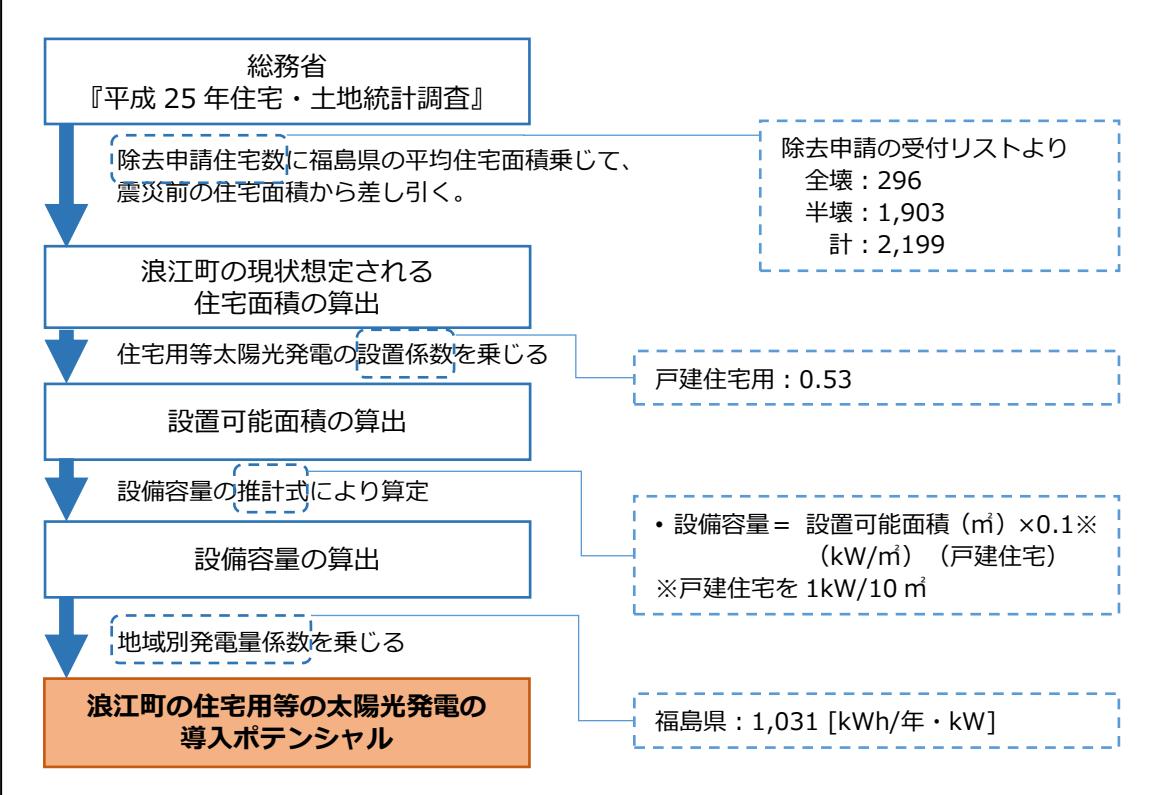 総務省
『平成 25 年住宅・土地統計調査』
除去申請住宅数に福島県の平均住宅面積乗じて、
震災前の住宅面積から差し引く。
除去申請の受付リストより
全壊：296
半壊：1,903
計：2,199
浪江町の現状想定される
住宅面積の算出
住宅用等太陽光発電の設置係数を乗じる
戸建住宅用：0.53
設置可能面積の算出
設備容量の推計式により算定
・設備容量＝ 設置可能面積（㎡）×0.1※
（kW/㎡）（戸建住宅）
※戸建住宅を 1kW/10 ㎡
設備容量の算出
地域別発電量係数を乗じる
福島県：1,031 [kWh/年・kW]
浪江町の住宅用等の太陽光発電の
導入ポテンシャル